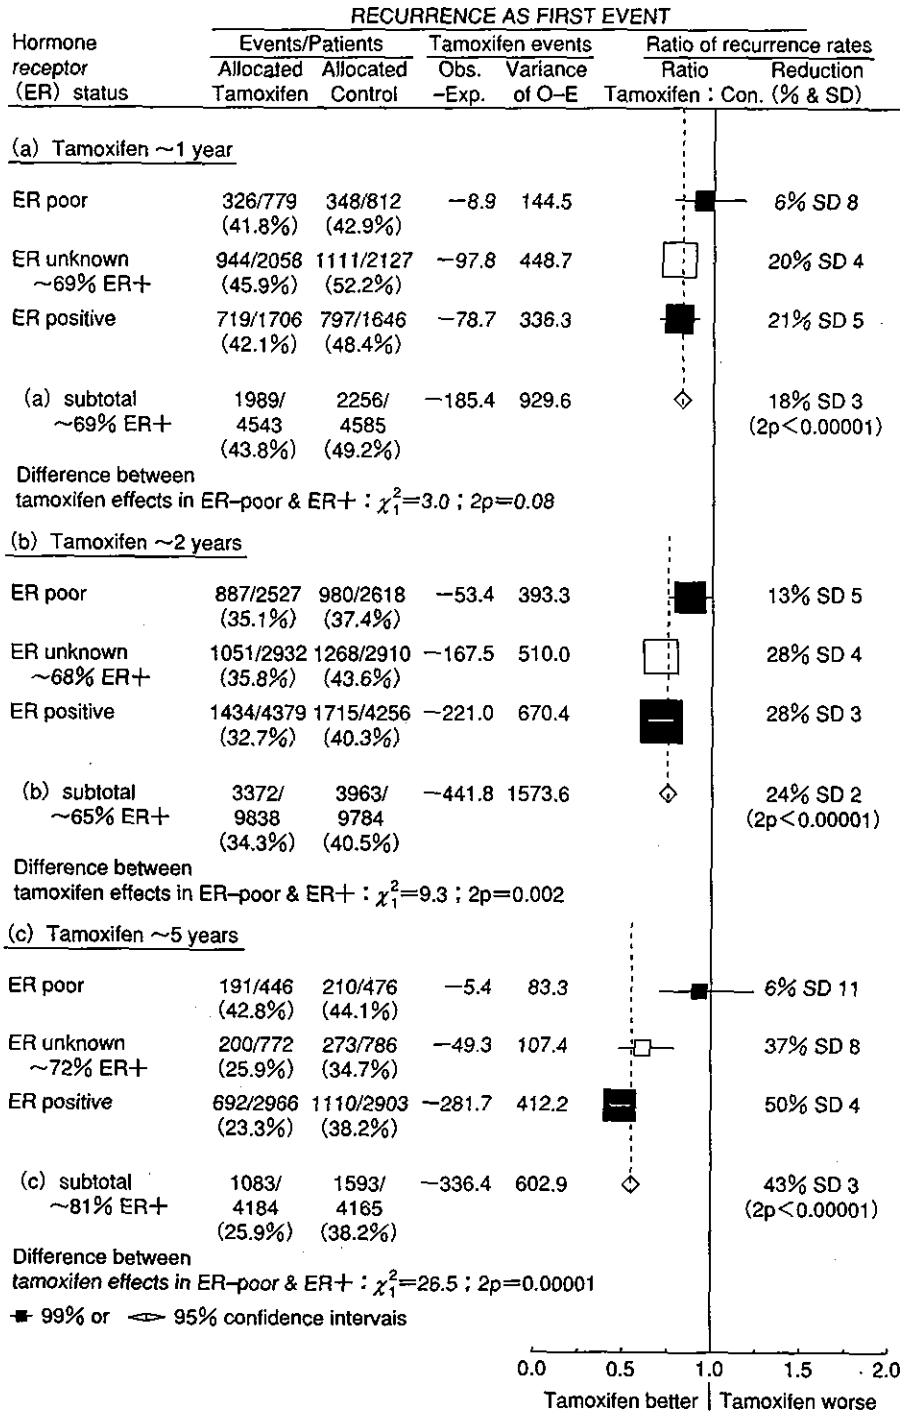 RECURRENCE AS FIRST EVENT
Hormone Events/Patients Tamoxifen events Ratio of recurrence rates
receptor Allocated Allocated Obs. Variance Ratio Reduction
(ER) status Tamoxifen Control -Exp. of O-E Tamoxifen : Con. (% & SD)
(a) Tamoxifen ~1 year
ER poor 326/779 348/812 -8.9 144.5 6% SD 8
(41.8%) (42.9%)
ER unknown 944/2058 1111/2127 -97.8 448.7 20% SD 4
~69% ER+ (45.9%) (52.2%)
ER positive 719/1706 797/1646 -78.7 336.3 21% SD 5
(42.1%) (48.4%)
(a) subtotal 1989/ 2256/ -185.4 929.6 18% SD 3
~69% ER+ 4543 4585 (2p<0.00001)
(43.8%) (49.2%)
Difference between
tamoxifen effects in ER-poor & ER+ : χ²₁=3.0 ; 2p=0.08
(b) Tamoxifen ~2 years
ER poor 887/2527 980/2618 -53.4 393.3 13% SD 5
(35.1%) (37.4%)
ER unknown 1051/2932 1268/2910 -167.5 510.0 28% SD 4
~68% ER+ (35.8%) (43.6%)
ER positive 1434/4379 1715/4256 -221.0 670.4 28% SD 3
(32.7%) (40.3%)
(b) subtotal 3372/ 3963/ -441.8 1573.6 24% SD 2
~65% ER+ 9838 9784 (2p<0.00001)
(34.3%) (40.5%)
Difference between
tamoxifen effects in ER-poor & ER+ : χ²₁=9.3 ; 2p=0.002
(c) Tamoxifen ~5 years
ER poor 191/446 210/476 -5.4 83.3 6% SD 11
(42.8%) (44.1%)
ER unknown 200/772 273/786 -49.3 107.4 37% SD 8
~72% ER+ (25.9%) (34.7%)
ER positive 692/2966 1110/2903 -281.7 412.2 50% SD 4
(23.3%) (38.2%)
(c) subtotal 1083/ 1593/ -336.4 602.9 43% SD 3
~81% ER+ 4184 4165 (2p<0.00001)
(25.9%) (38.2%)
Difference between
tamoxifen effects in ER-poor & ER+ : χ²₁=26.5 ; 2p=0.00001
99% or 95% confidence intervals
0.0 0.5 1.0 1.5 2.0
Tamoxifen better Tamoxifen worse